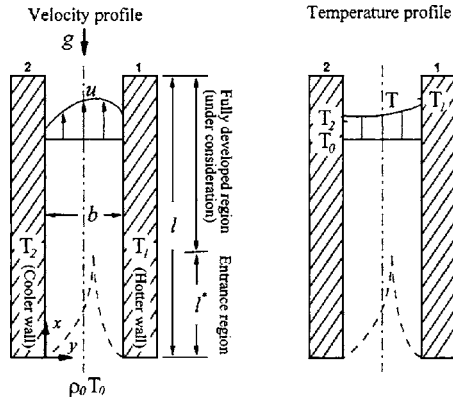 Velocity profile
Temperature profile
g
2
1
2
1
u
T
T₁
T₂
T₀
Fully developed region
(under consideration)
b
l
T₂
(Cooler wall)
T₁
(Hotter wall)
Entrance region
l*
x
y
ρ₀ T₀